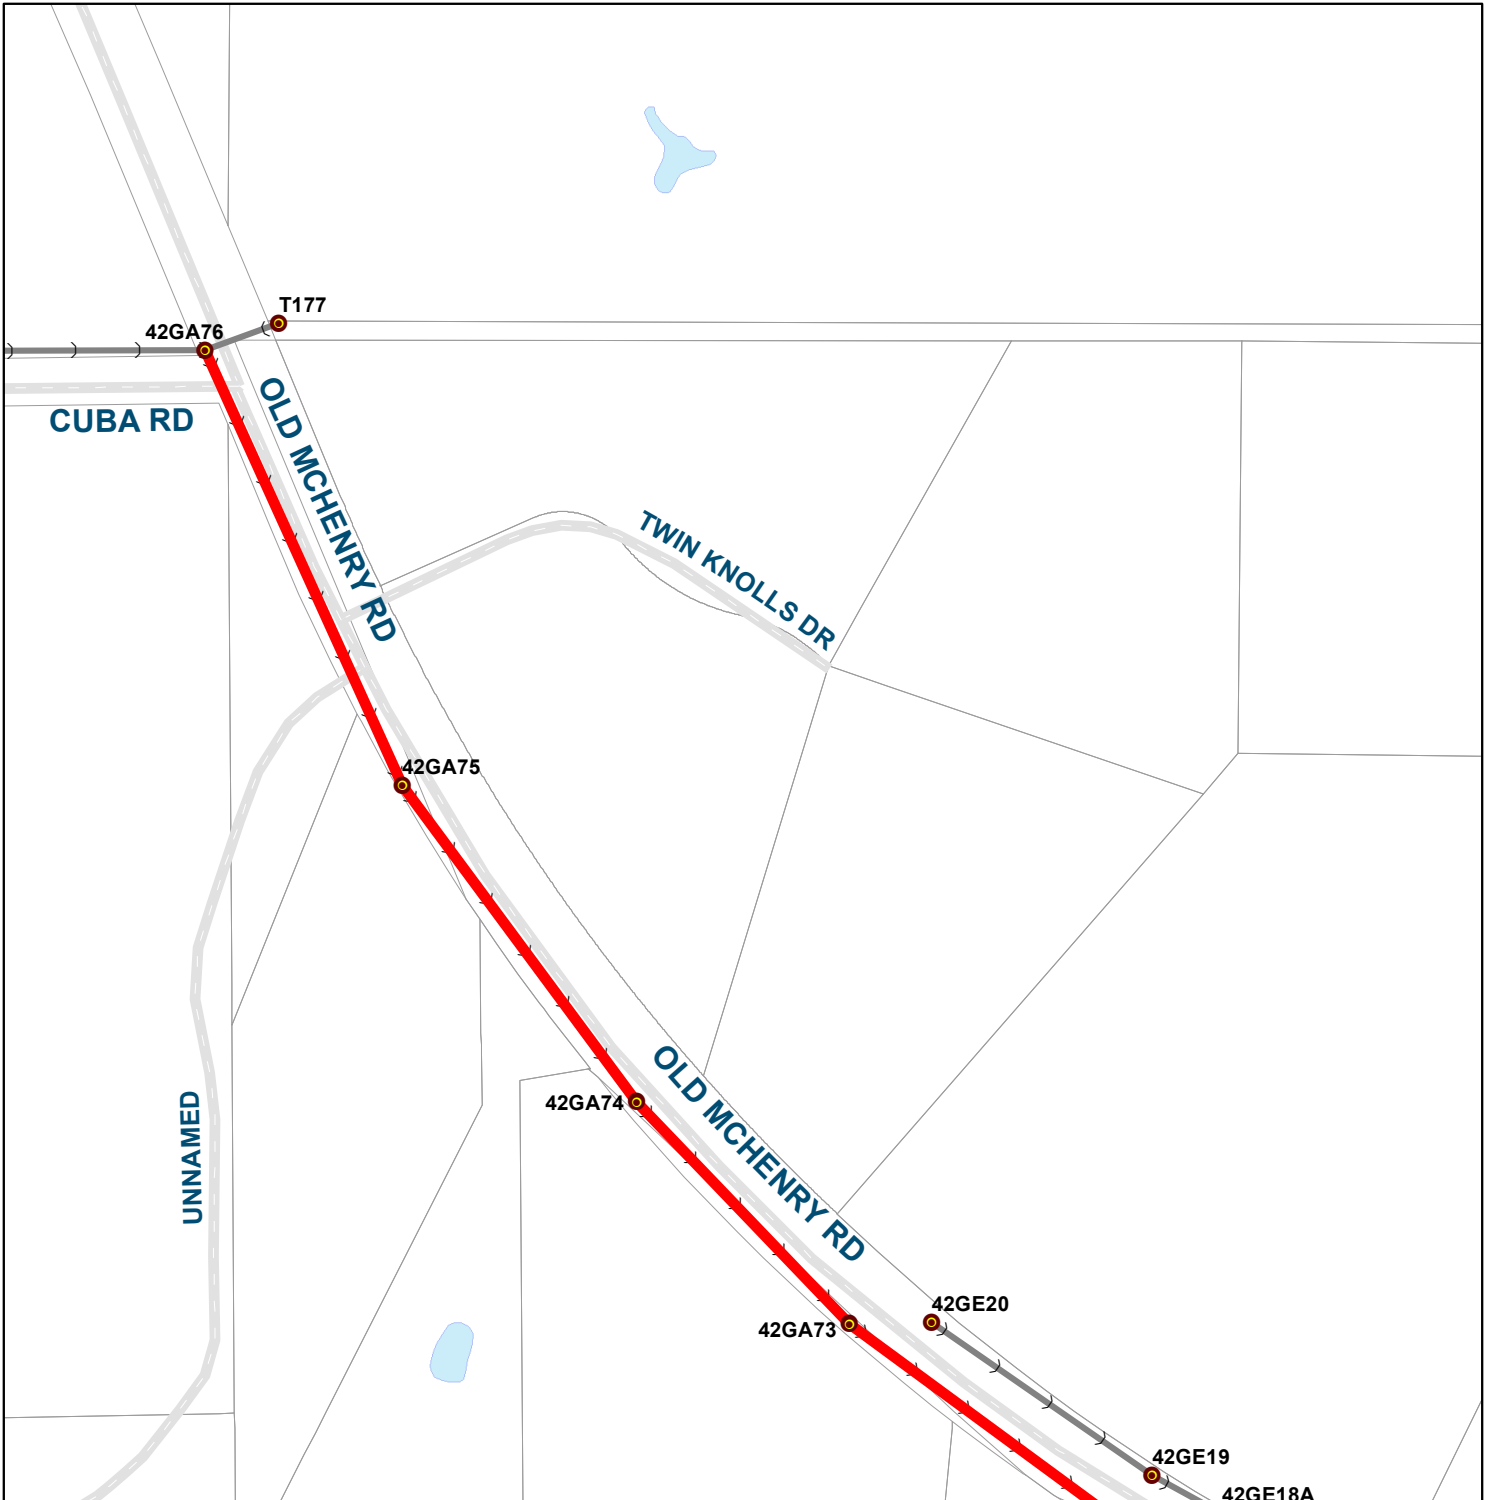 T177
42GA76
CUBA RD
OLD MCHENRY RD
TWIN KNOLLS DR
42GA75
OLD MCHENRY RD
UNNAMED
42GA74
42GE20
42GA73
42GE19
42GE18A